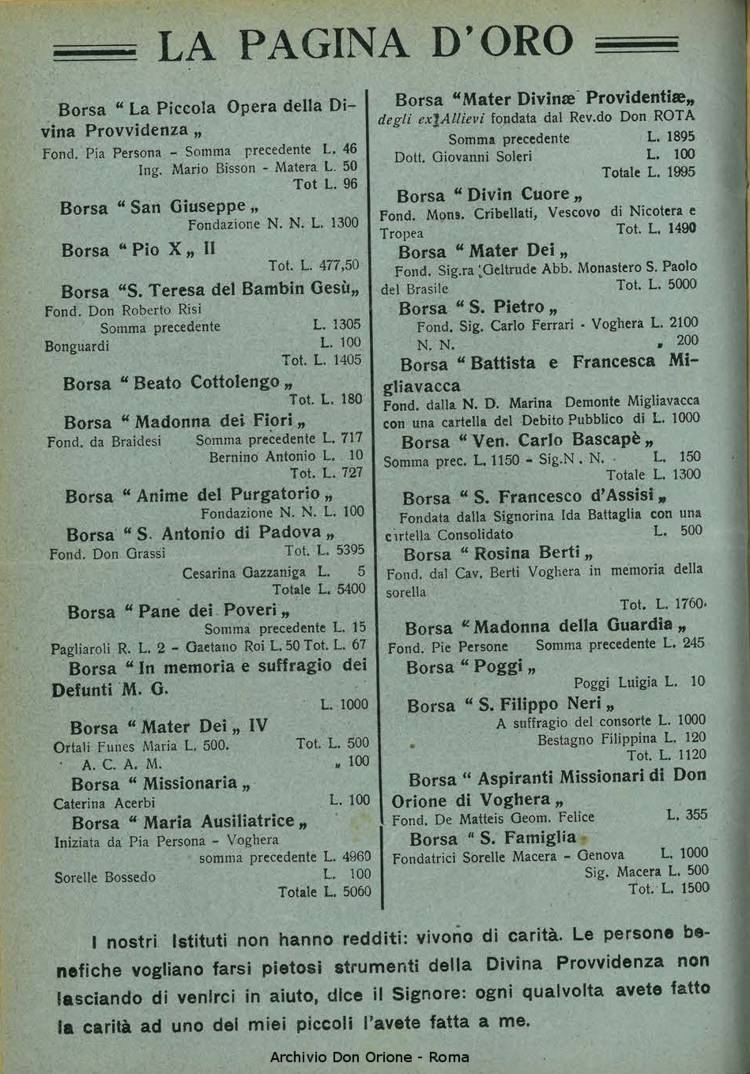 LA PAGINA D'ORO
Borsa “ La Piccola Opera della Di-
vina Provvidenza „
Fond. Pia Persona - Somma precedente L. 46
Ing. Mario Bisson - Matera L. 50
Tot L. 96
Borsa “ San Giuseppe „
Fondazione N. N. L. 1300
Borsa “ Pio X „ II
Tot. L. 477,50
Borsa “S. Teresa del Bambin Gesù„
Fond. Don Roberto Risi
Somma precedente L. 1305
Bonguardi L. 100
Tot. L. 1405
Borsa “ Beato Cottolengo „
Tot. L. 180
Borsa “ Madonna dei Fiori „
Fond. da Braidesi Somma precedente L. 717
Bernino Antonio L. 10
Tot. L. 727
Borsa “ Anime del Purgatorio „
Fondazione N. N. L. 100
Borsa “ S. Antonio di Padova „
Fond. Don Grassi Tot. L. 5395
Cesarina Gazzaniga L. 5
Totale L. 5400
Borsa “ Pane dei Poveri „
Somma precedente L. 15
Pagliaroli R. L. 2 - Gaetano Roi L. 50 Tot. L. 67
Borsa “ In memoria e suffragio dei
Defunti M. G.
L. 1000
Borsa “ Mater Dei „ IV
Ortali Funes Maria L. 500. Tot. L. 500
A. C. A. M. „ 100
Borsa “ Missionaria „
Caterina Acerbi L. 100
Borsa “ Maria Ausiliatrice „
Iniziata da Pia Persona - Voghera
somma precedente L. 4960
Sorelle Bossedo L. 100
Totale L. 5060
Borsa “Mater Divinæ Providentiæ„
degli ex Allievi fondata dal Rev.do Don ROTA
Somma precedente L. 1895
Dott. Giovanni Soleri L. 100
Totale L. 1995
Borsa “ Divin Cuore „
Fond. Mons. Cribellati, Vescovo di Nicotera e
Tropea Tot. L. 1490
Borsa “ Mater Dei „
Fond. Sig.ra Geltrude Abb. Monastero S. Paolo
del Brasile Tot. L. 5000
Borsa “ S. Pietro „
Fond. Sig. Carlo Ferrari - Voghera L. 2100
N. N. „ 200
Borsa “ Battista e Francesca Mi-
gliavacca
Fond. dalla N. D. Marina Demonte Migliavacca
con una cartella del Debito Pubblico di L. 1000
Borsa “ Ven. Carlo Bascapè „
Somma prec. L. 1150 - Sig.N . N. L. 150
Totale L. 1300
Borsa “ S. Francesco d'Assisi „
Fondata dalla Signorina Ida Battaglia con una
cirtella Consolidato L. 500
Borsa “ Rosina Berti „
Fond. dal Cav. Berti Voghera in memoria della
sorella
Tot. L. 1760.
Borsa “ Madonna della Guardia „
Fond. Pie Persone Somma precedente L. 245
Borsa “ Poggi „
Poggi Luigia L. 10
Borsa “ S. Filippo Neri „
A suffragio del consorte L. 1000
Bestagno Filippina L. 120
Tot. L. 1120
Borsa “ Aspiranti Missionari di Don
Orione di Voghera „
Fond. De Matteis Geom. Felice L. 355
Borsa “ S. Famiglia
Fondatrici Sorelle Macera - Genova L. 1000
Sig. Macera L. 500
Tot. L. 1500
I nostri Istituti non hanno redditi: vivono di carità. Le persone be-
nefiche vogliano farsi pietosi strumenti della Divina Provvidenza non
lasciando di venirci in aiuto, dice il Signore: ogni qualvolta avete fatto
la carità ad uno dei miei piccoli l'avete fatta a me.
Archivio Don Orione - Roma